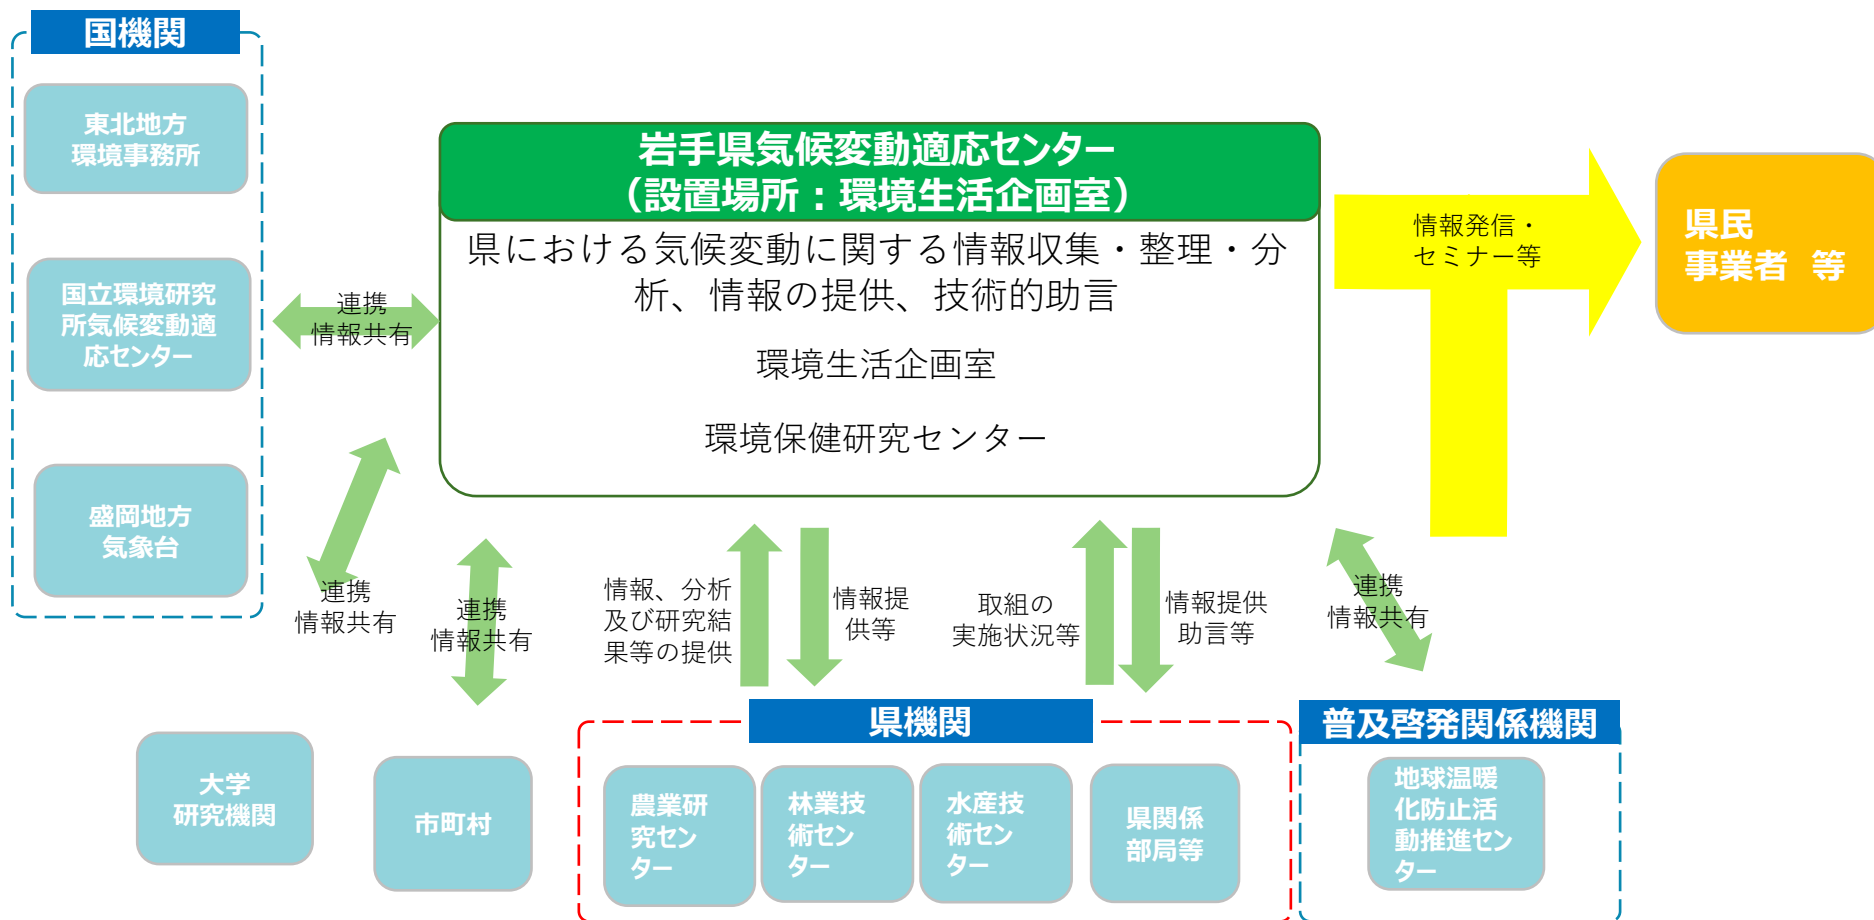 国機関
東北地方
環境事務所
国立環境研究
所気候変動適
応センター
盛岡地方
気象台
連携
情報共有
岩手県気候変動適応センター
（設置場所：環境生活企画室）
県における気候変動に関する情報収集・整理・分
析、情報の提供、技術的助言
環境生活企画室
環境保健研究センター
情報発信・
セミナー等
県民
事業者 等
連携
情報共有
連携
情報共有
情報、分析
及び研究結
果等の提供
情報提
供等
取組の
実施状況等
情報提供
助言等
連携
情報共有
大学
研究機関
市町村
県機関
農業研
究セン
ター
林業技
術セン
ター
水産技
術セン
ター
県関係
部局等
普及啓発関係機関
地球温暖
化防止活
動推進セン
ター